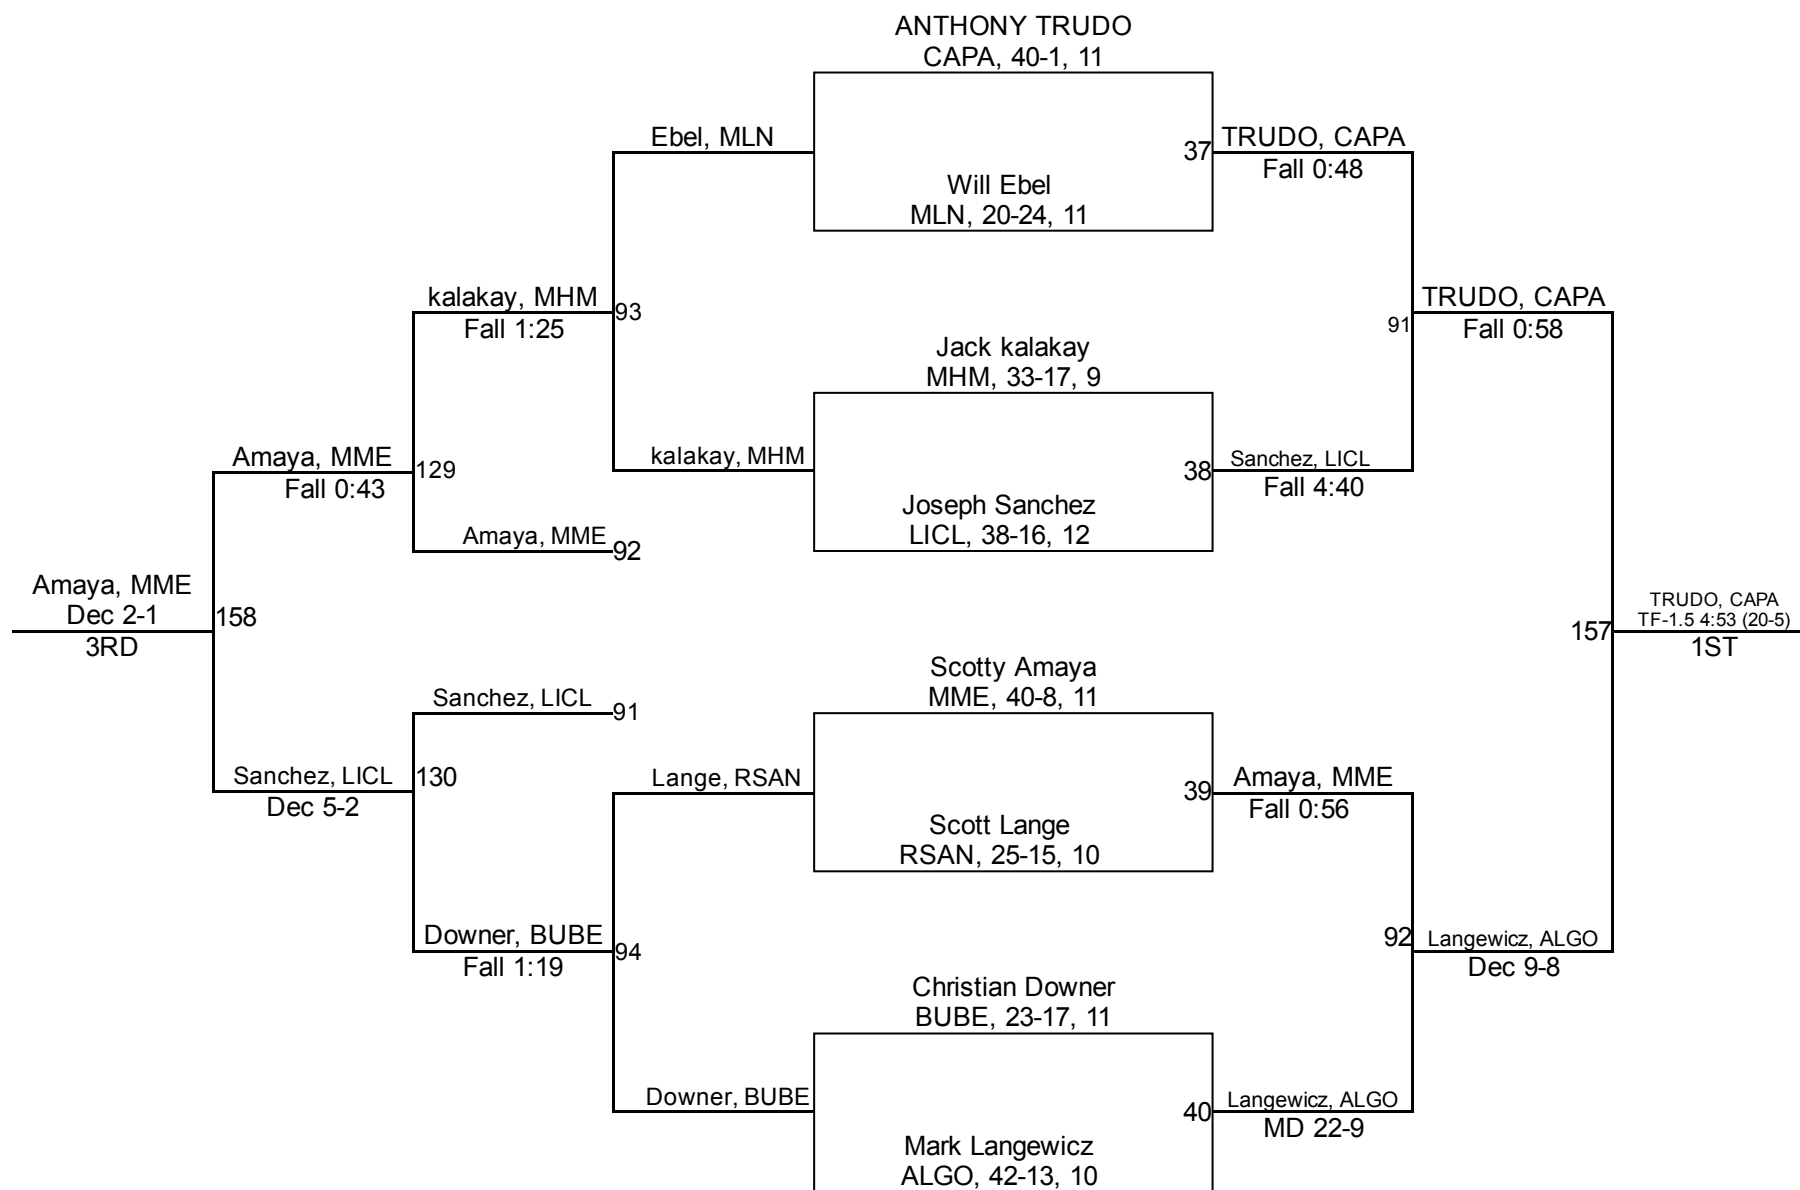 ANTHONY TRUDO
CAPA, 40-1, 11
Ebel, MLN
37
TRUDO, CAPA
Fall 0:48
Will Ebel
MLN, 20-24, 11
kalakay, MHM
Fall 1:25
93
TRUDO, CAPA
Fall 0:58
91
Jack kalakay
MHM, 33-17, 9
Amaya, MME
Fall 0:43
129
kalakay, MHM
38
Sanchez, LICL
Fall 4:40
Joseph Sanchez
LICL, 38-16, 12
Amaya, MME
92
Amaya, MME
Dec 2-1
3RD
158
157
TRUDO, CAPA
TF-1.5 4:53 (20-5)
1ST
Scotty Amaya
MME, 40-8, 11
Sanchez, LICL
91
Sanchez, LICL
Dec 5-2
130
Lange, RSAN
39
Amaya, MME
Fall 0:56
Scott Lange
RSAN, 25-15, 10
Downer, BUBE
Fall 1:19
94
92
Langewicz, ALGO
Dec 9-8
Christian Downer
BUBE, 23-17, 11
Downer, BUBE
40
Langewicz, ALGO
MD 22-9
Mark Langewicz
ALGO, 42-13, 10